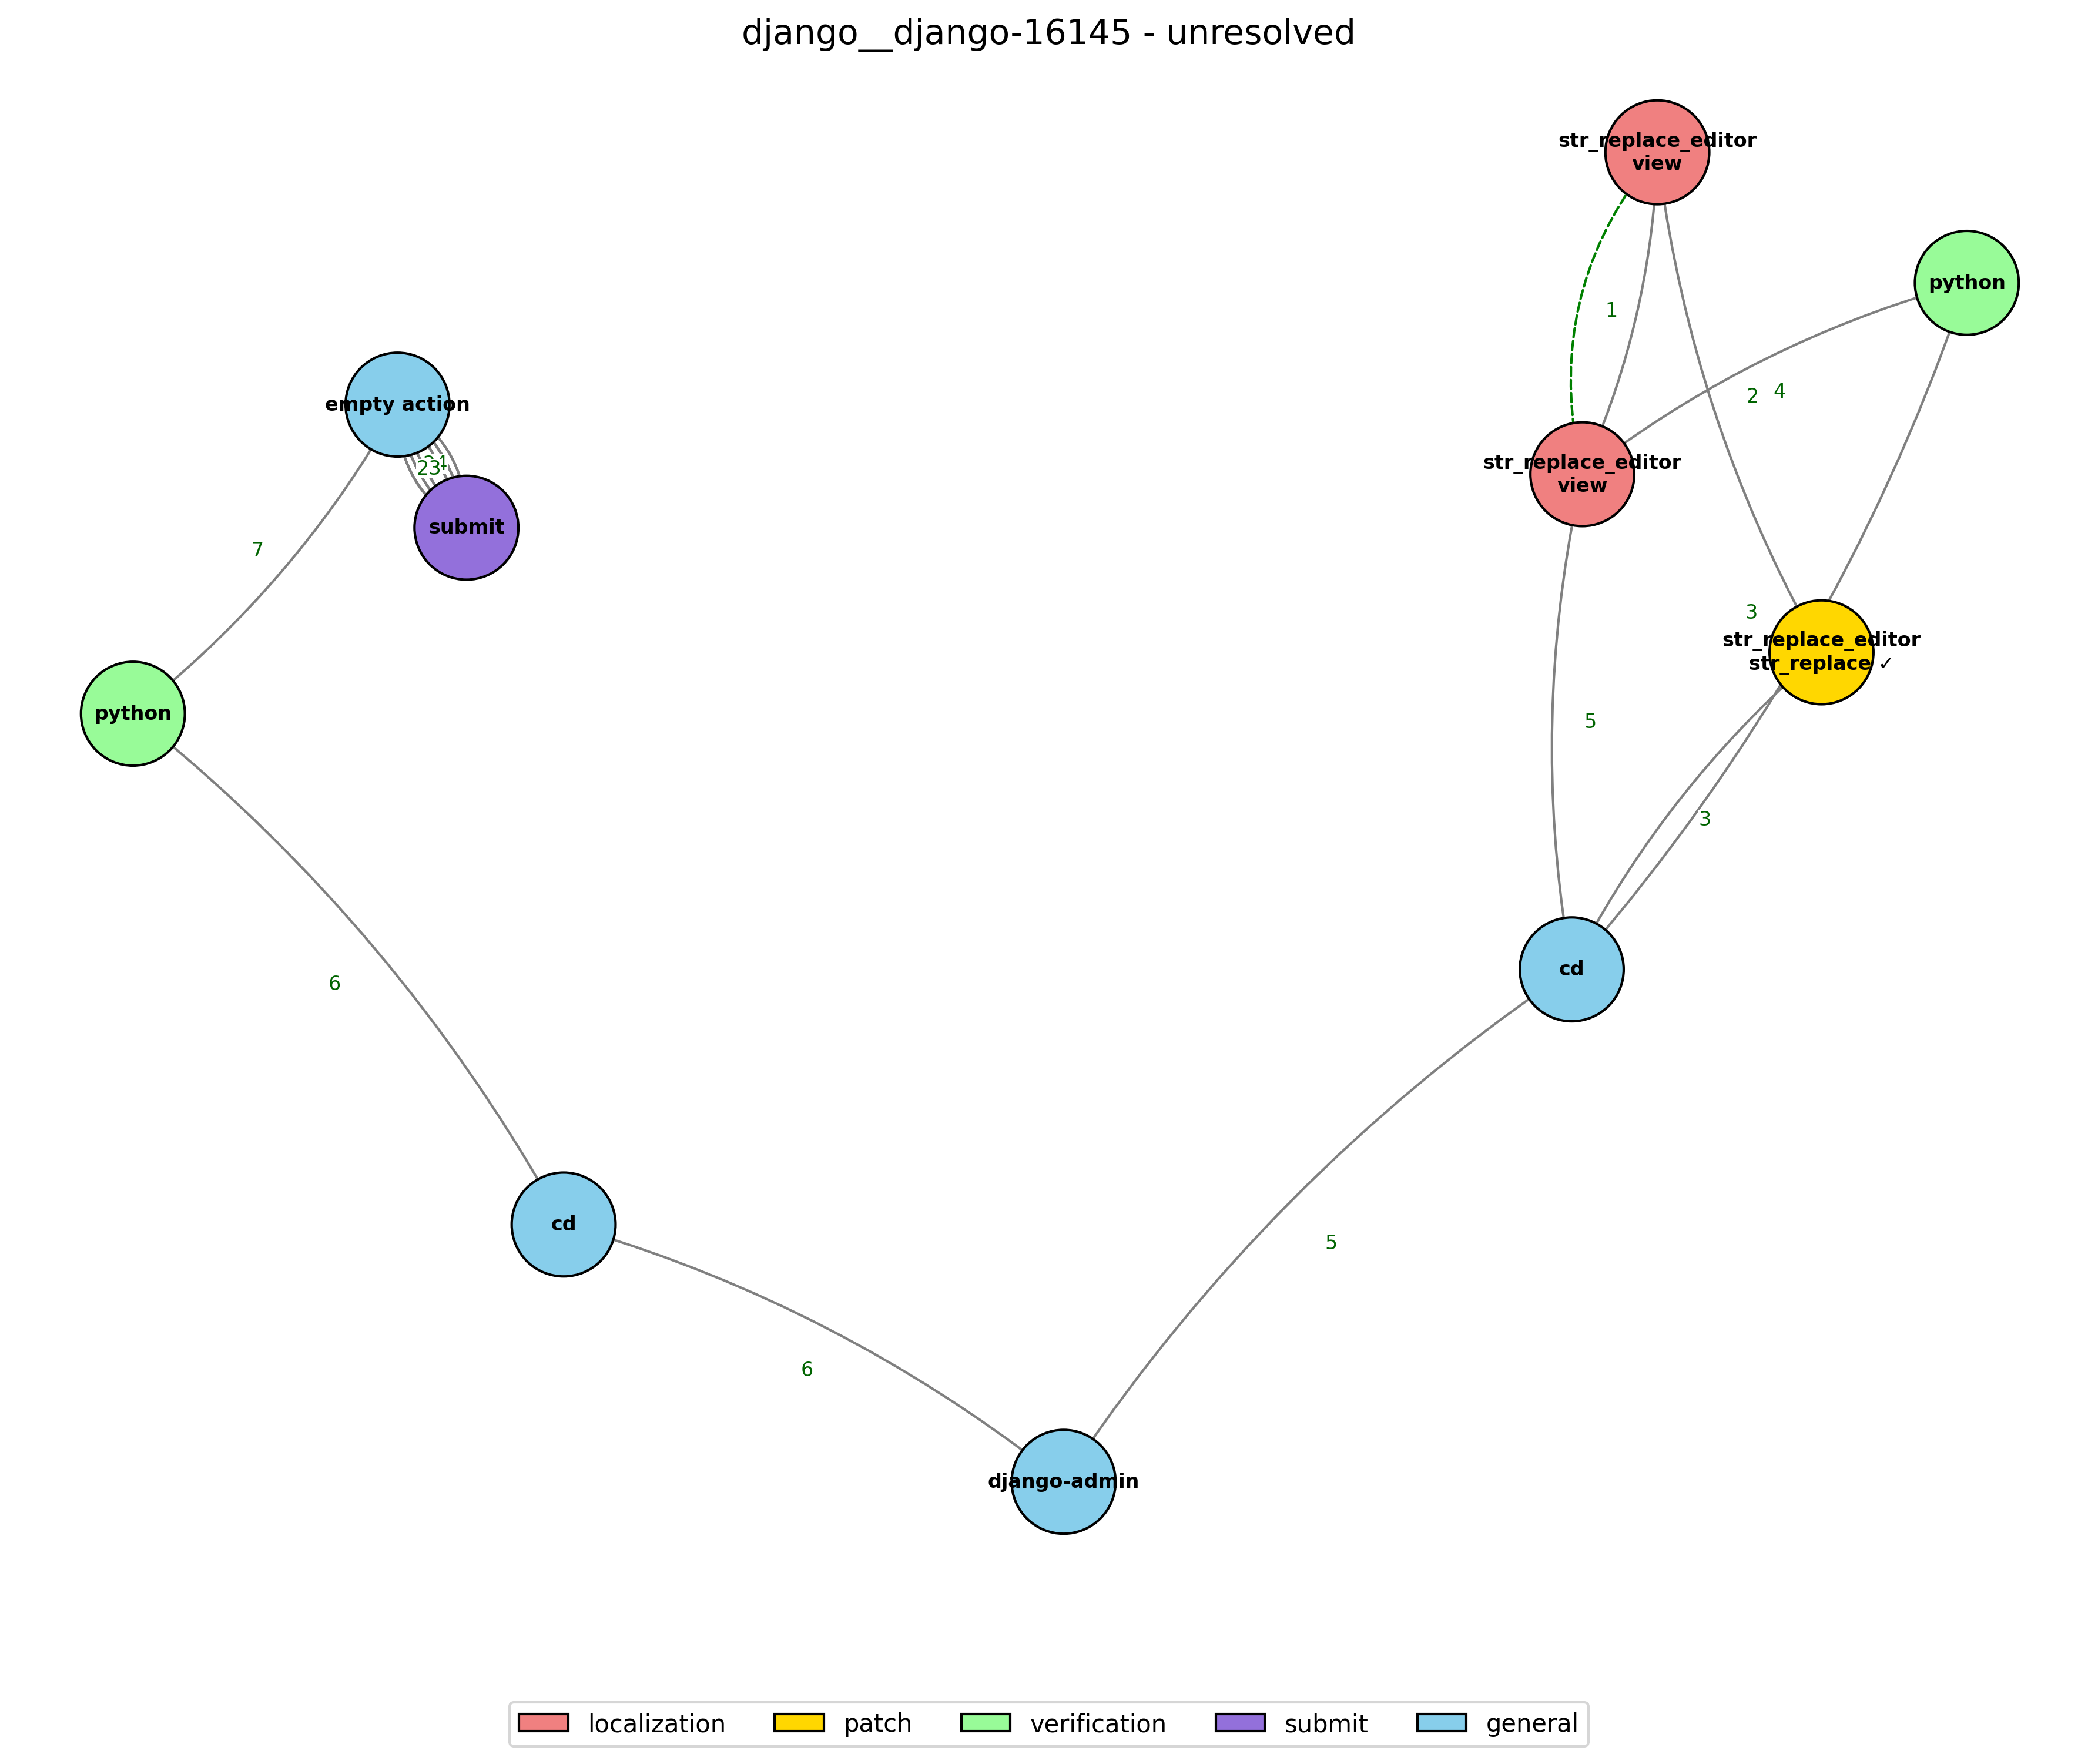 django__django-16145 - unresolved
str_replace_editor
view
python
1
2
4
empty action
23
str_replace_editor
view
submit
7
3
str_replace_editor
str_replace ✓
python
5
3
cd
6
cd
5
6
django-admin
localization
patch
verification
submit
general